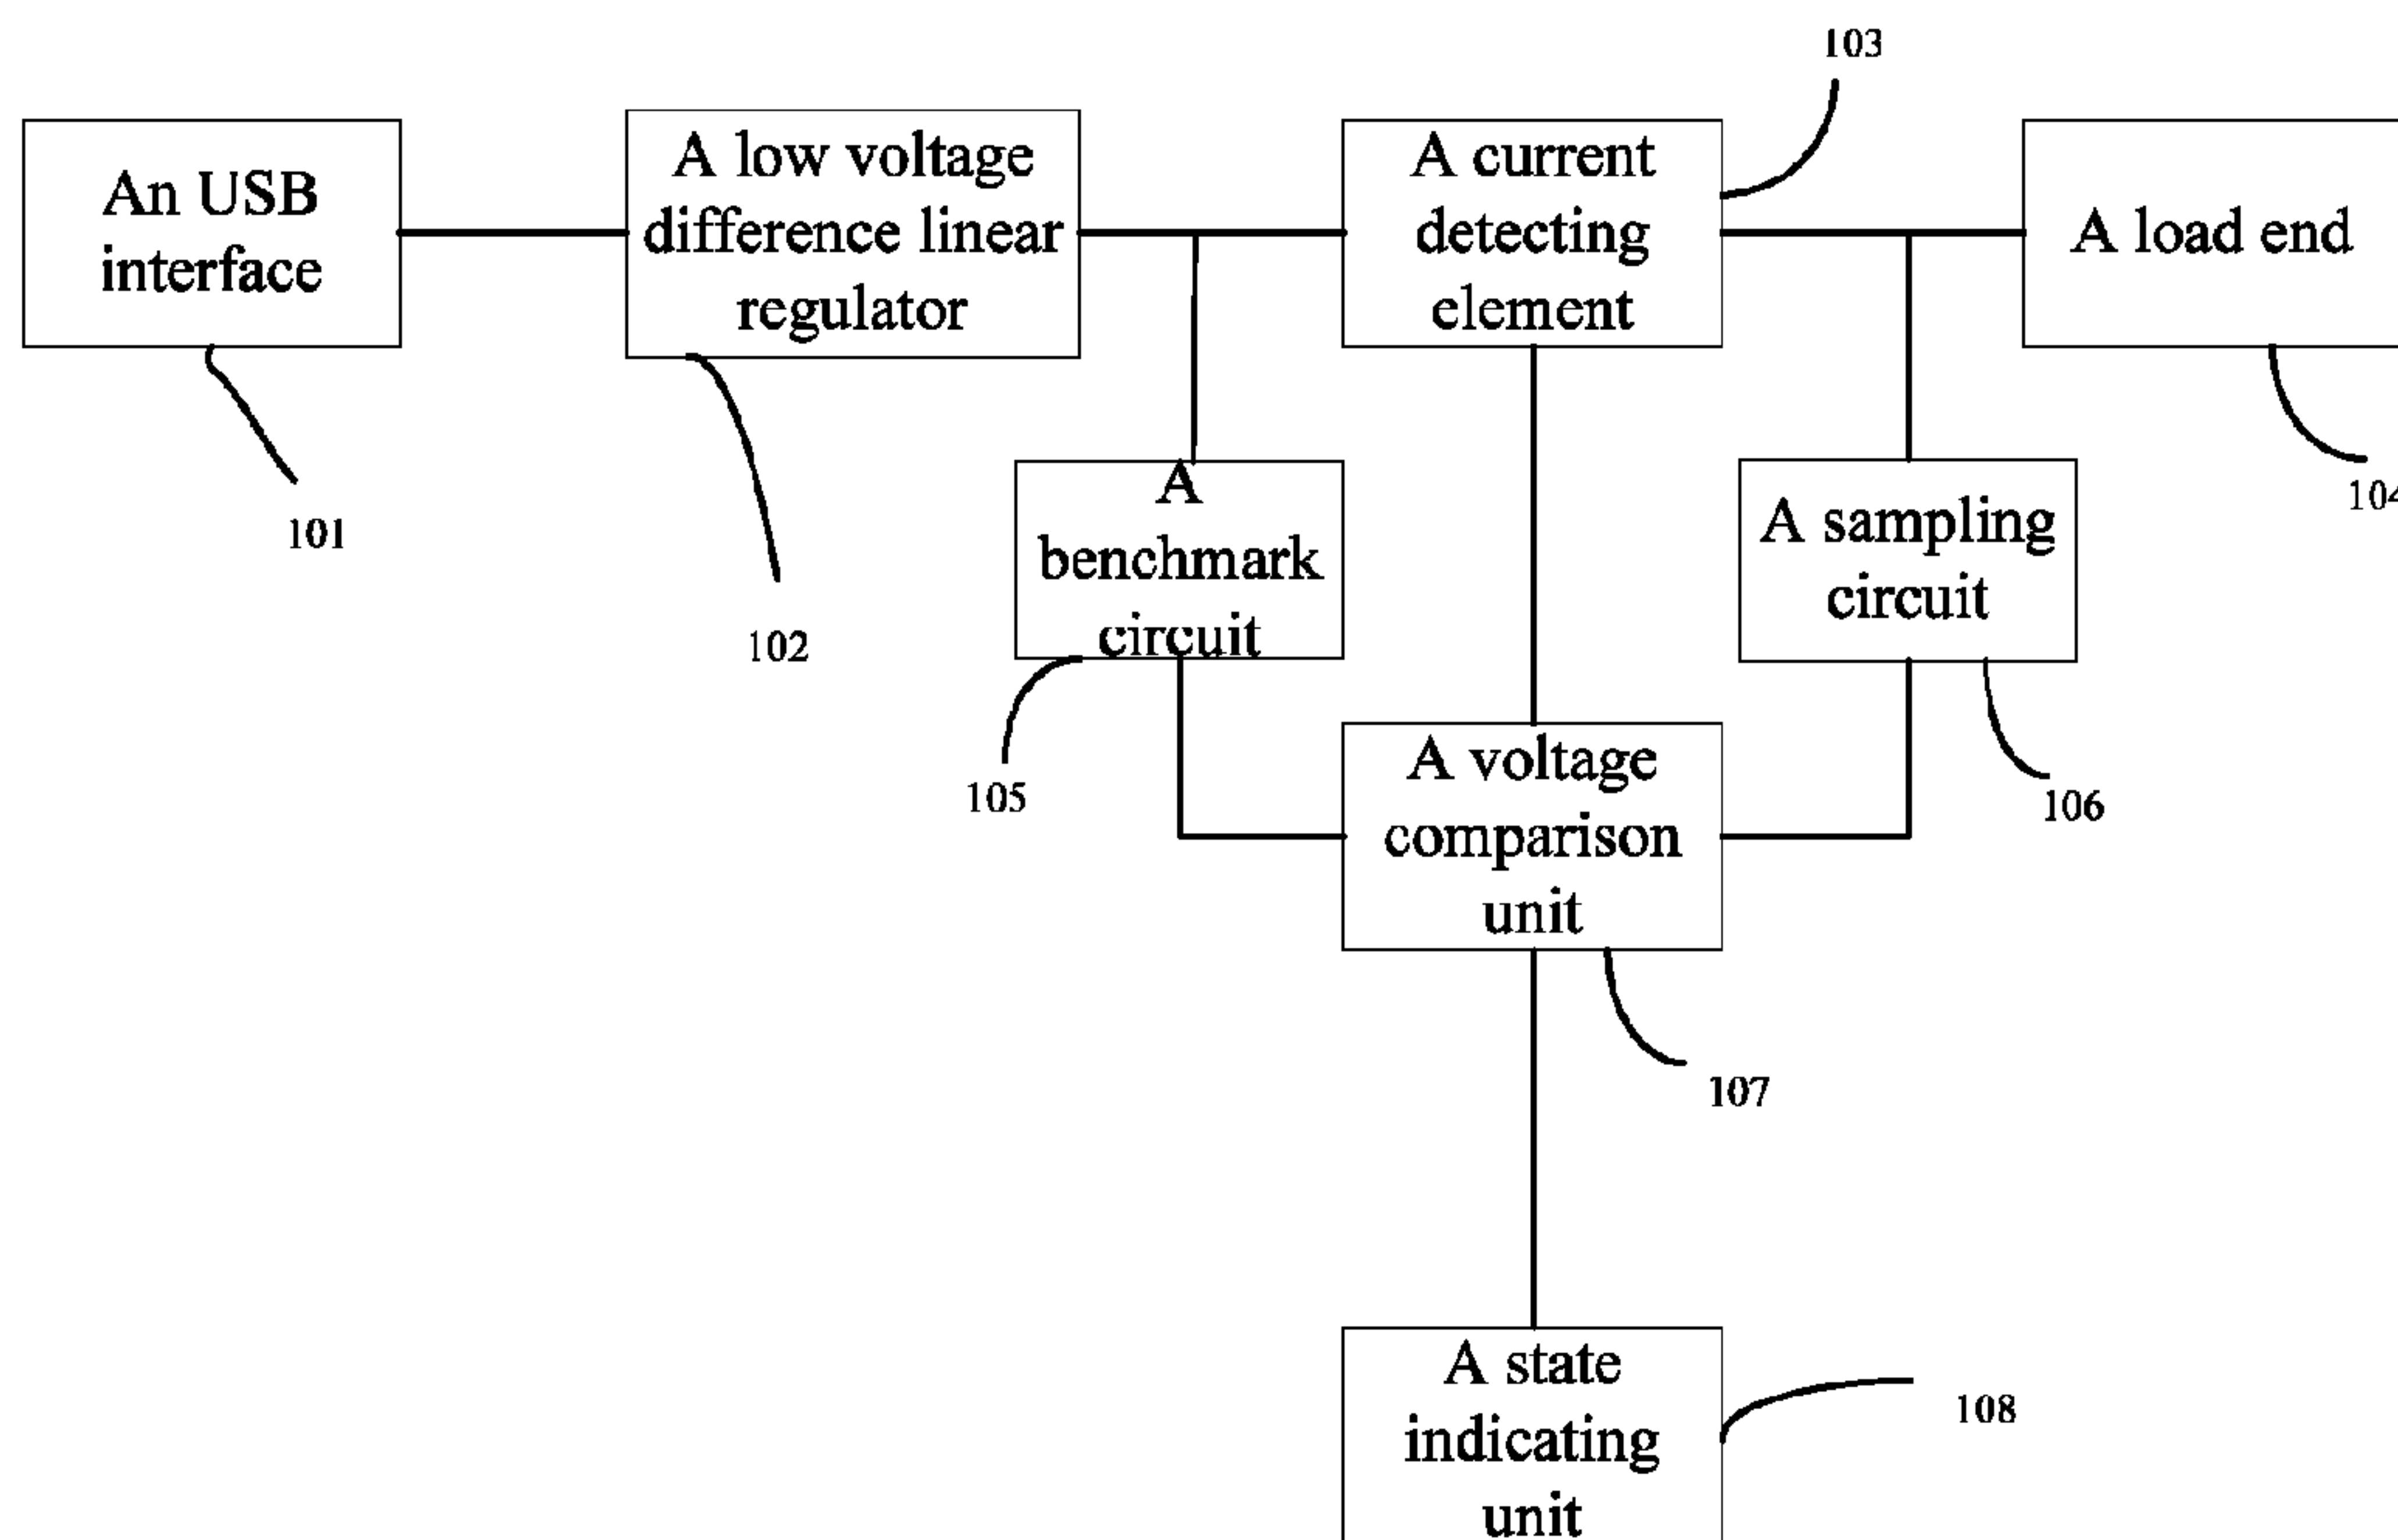 103
An USB
interface
A low voltage
difference linear
regulator
A current
detecting
element
A load end
101
102
A
benchmark
circuit
105
A sampling
circuit
104
106
A voltage
comparison
unit
107
A state
indicating
unit
108